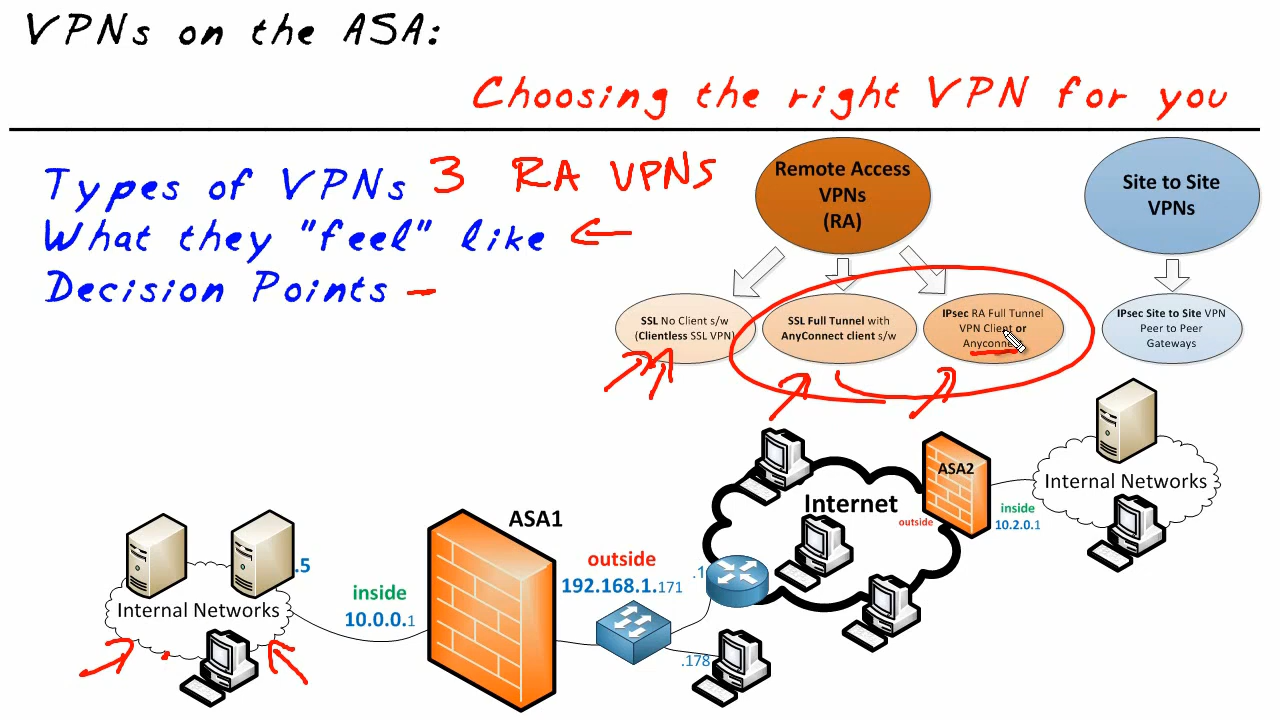 VPNs on the ASA:
Choosing the right VPN for you
Types of VPNs 3 RA VPNS
What they "feel" like
Decision Points
Remote Access
VPNs
(RA)
Site to Site
VPNs
SSL No Client s/w
(Clientless SSL VPN)
SSL Full Tunnel with
AnyConnect client s/w
IPsec RA Full Tunnel
VPN Client or
IPsec Site to Site VPN
Peer to Peer
Gateways
ASA2
Internal Networks
Internet
outside
inside
10.2.0.1
ASA1
outside
192.168.1.171
.1
.5
inside
10.0.0.1
Internal Networks
.178